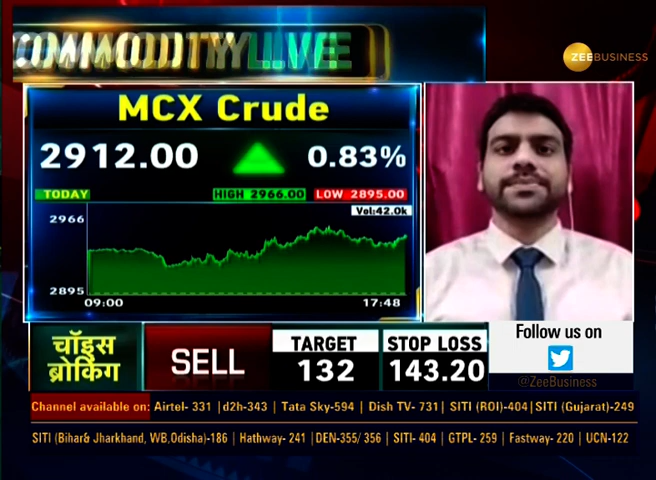 COMMODITY LIVE
ZEE BUSINESS
MCX Crude
2912.00 0.83%
TODAY HIGH 2966.00 LOW 2895.00
Vol:42.0k
2966
2895
09:00 17:48
चॉइस
ब्रोकिंग
SELL
TARGET
132
STOP LOSS
143.20
Follow us on
@ZeeBusiness
Channel available on: Airtel- 331 |d2h-343 | Tata Sky-594 | Dish TV- 731| SITI (ROI)-404|SITI (Gujarat)-249
SITI (Bihar& Jharkhand, WB,Odisha)-186 | Hathway- 241 |DEN-355/ 356 | SITI- 404 | GTPL- 259 | Fastway- 220 | UCN-122